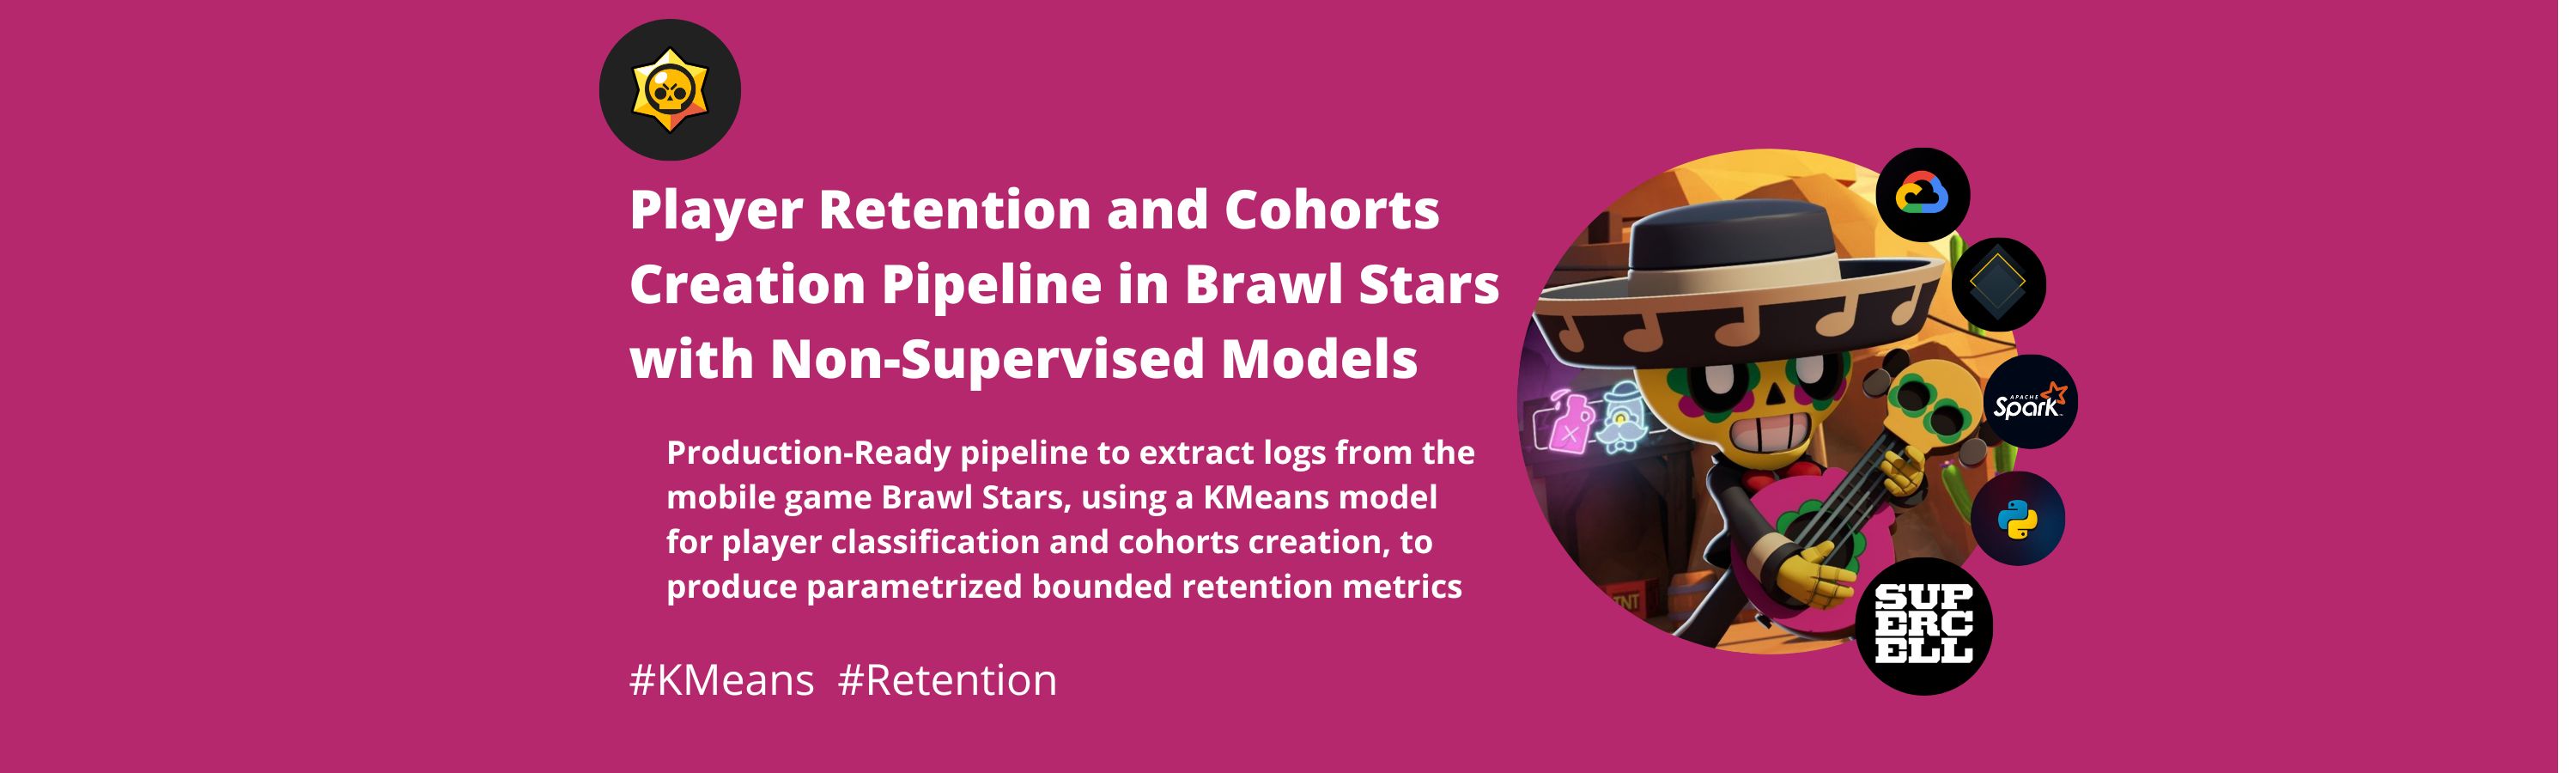 Player Retention and Cohorts
Creation Pipeline in Brawl Stars
with Non-Supervised Models
Production-Ready pipeline to extract logs from the
mobile game Brawl Stars, using a KMeans model
for player classification and cohorts creation, to
produce parametrized bounded retention metrics
#KMeans #Retention
APACHE
Spark
TNT
SUP
ERC
ELL